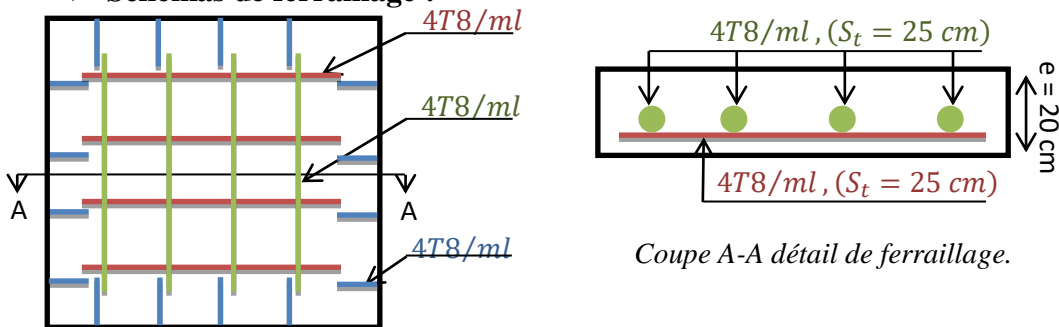 Schémas de ferraillage :
4T8/ml
4T8/ml
4T8/ml
A
A
4T8/ml , (St = 25 cm)
e = 20 cm
4T8/ml , (St = 25 cm)
Coupe A-A détail de ferraillage.